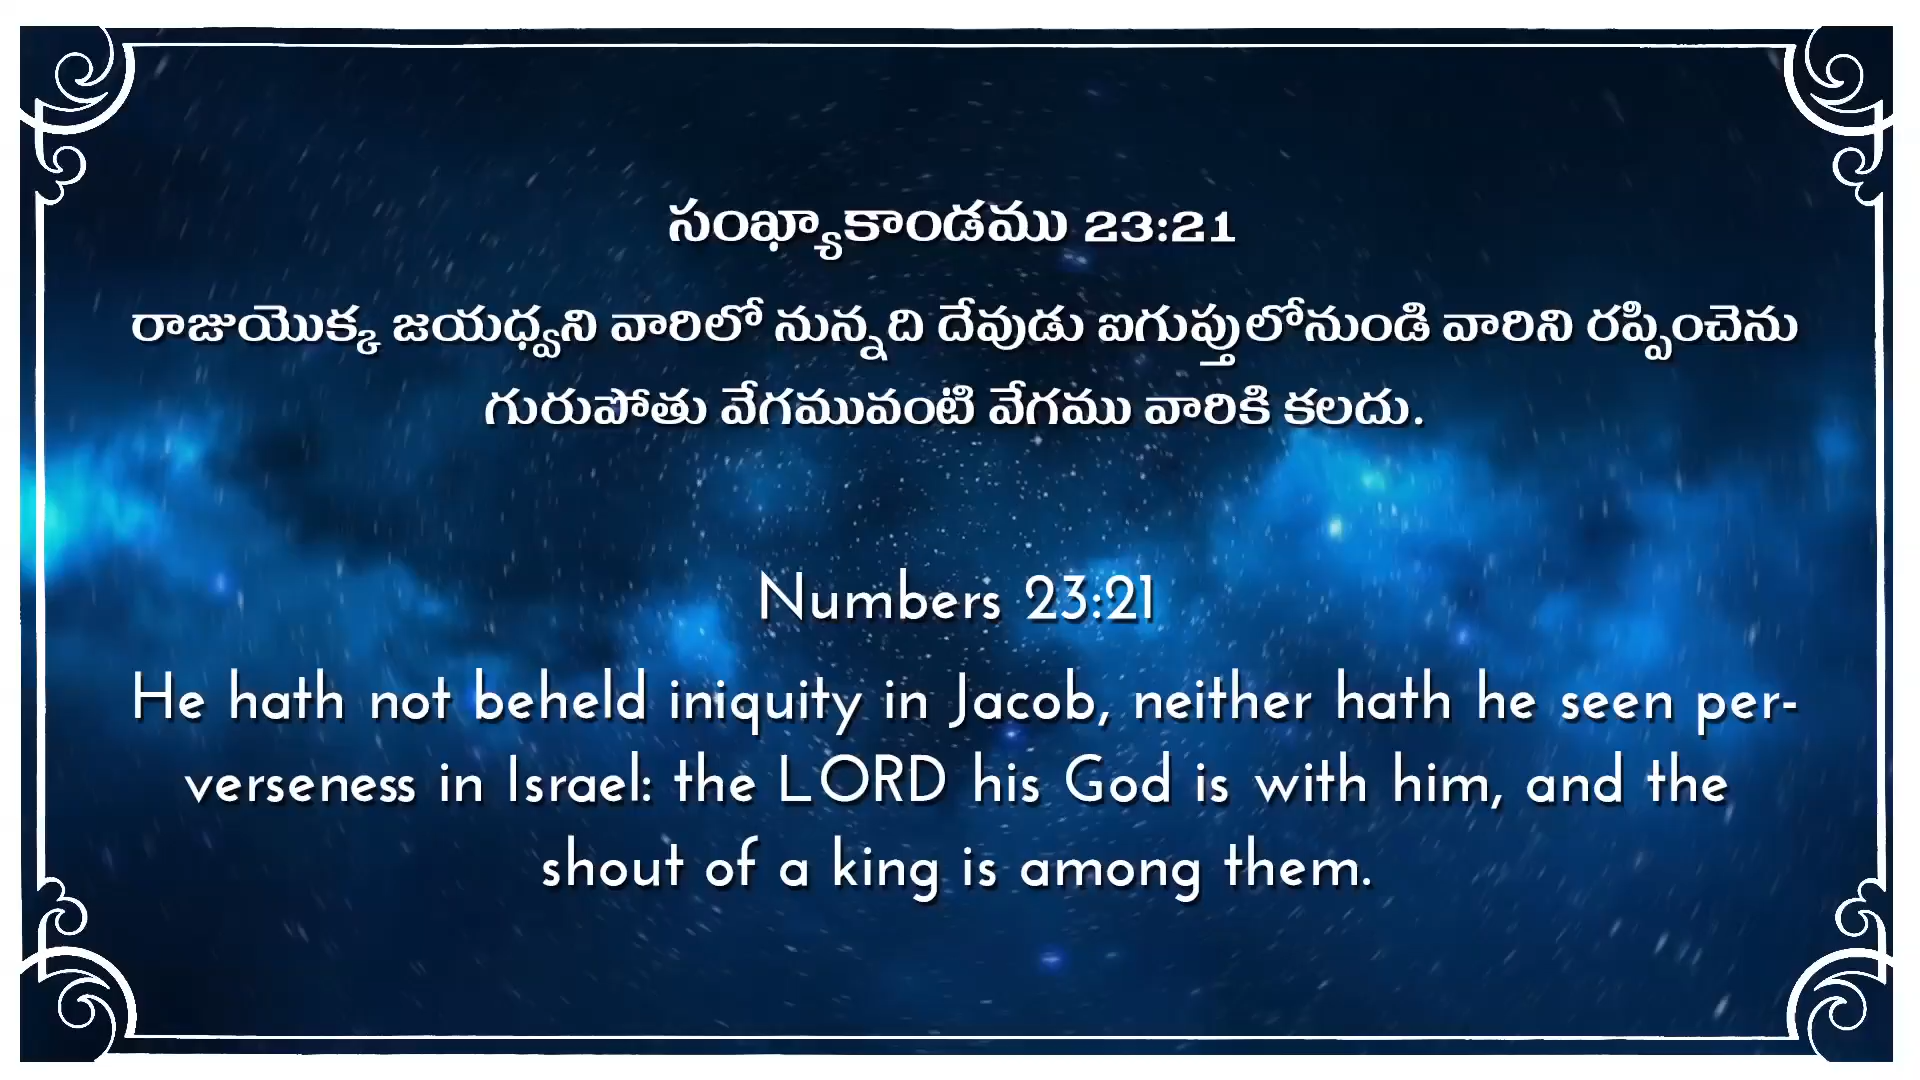 సంఖ్యాకాండము 23:21
రాజుయొక్క జయధ్వని వారిలో నున్నది దేవుడు ఐగుప్తులోనుండి వారిని రప్పించెను
గురుపోతు వేగమువంటి వేగము వారికి కలదు.
Numbers 23:21
He hath not beheld iniquity in Jacob, neither hath he seen per-
verseness in Israel: the LORD his God is with him, and the
shout of a king is among them.